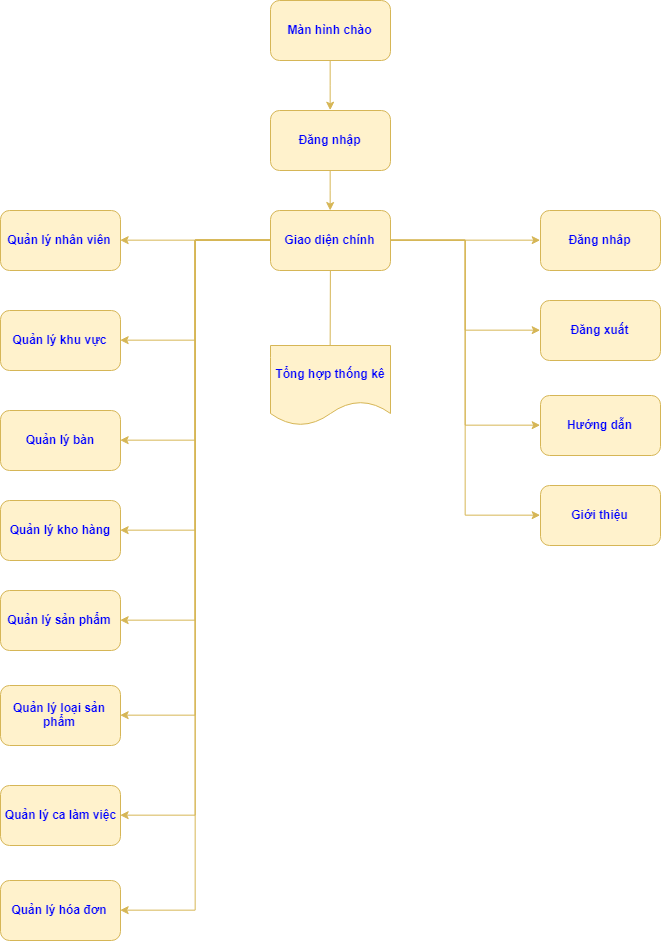 Màn hình chào
Đăng nhập
Quản lý nhân viên
Giao diện chính
Đăng nhâp
Quản lý khu vực
Đăng xuất
Tổng hợp thống kê
Quản lý bàn
Hướng dẫn
Quản lý kho hàng
Giới thiệu
Quản lý sản phẩm
Quản lý loại sản
phẩm
Quản lý ca làm việc
Quản lý hóa đơn